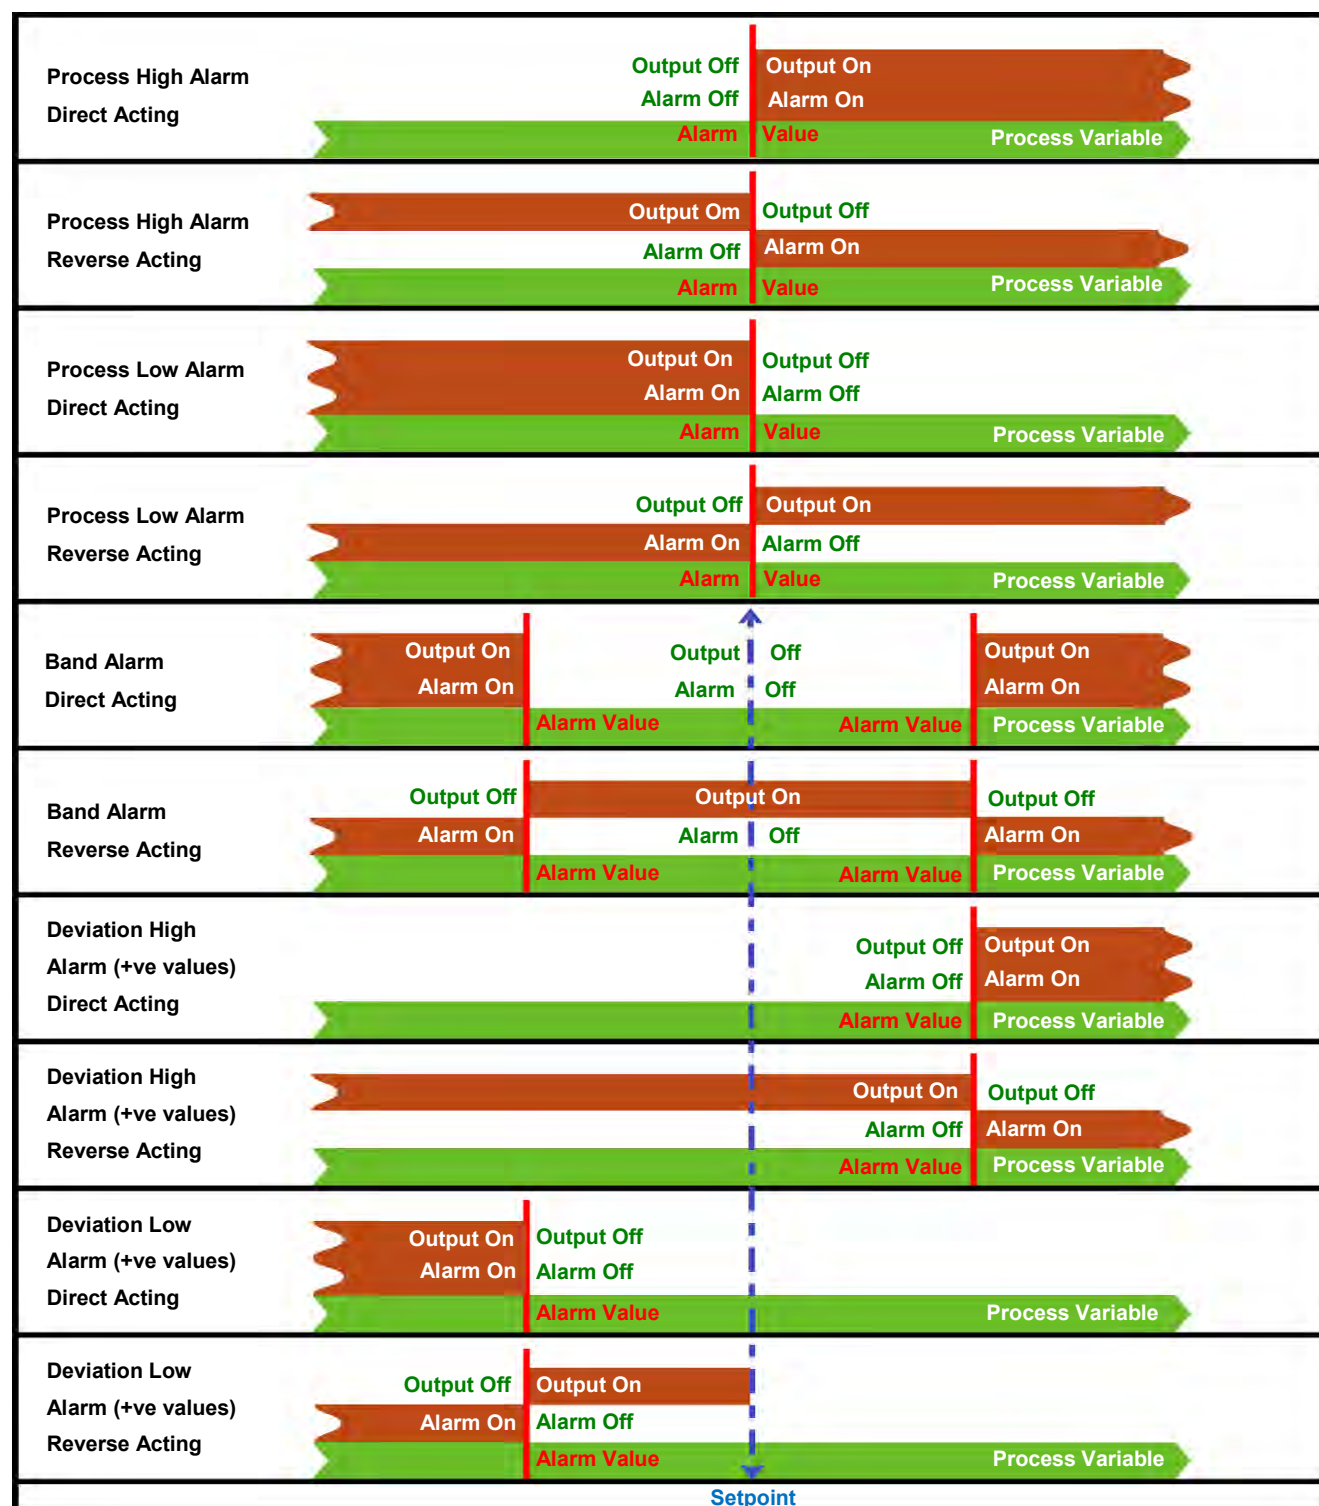 Process High Alarm
Direct Acting
Output Off Output On
Alarm Off Alarm On
Alarm Value Process Variable
Process High Alarm
Reverse Acting
Output Om Output Off
Alarm Off Alarm On
Alarm Value Process Variable
Process Low Alarm
Direct Acting
Output On Output Off
Alarm On Alarm Off
Alarm Value Process Variable
Process Low Alarm
Reverse Acting
Output Off Output On
Alarm On Alarm Off
Alarm Value Process Variable
Band Alarm
Direct Acting
Output On Output Off Output On
Alarm On Alarm Off Alarm On
Alarm Value Alarm Value Process Variable
Band Alarm
Reverse Acting
Output Off Output On Output Off
Alarm On Alarm Off Alarm On
Alarm Value Alarm Value Process Variable
Deviation High
Alarm (+ve values)
Direct Acting
Output Off Output On
Alarm Off Alarm On
Alarm Value Process Variable
Deviation High
Alarm (+ve values)
Reverse Acting
Output On Output Off
Alarm Off Alarm On
Alarm Value Process Variable
Deviation Low
Alarm (+ve values)
Direct Acting
Output On Output Off
Alarm On Alarm Off
Alarm Value Process Variable
Deviation Low
Alarm (+ve values)
Reverse Acting
Output Off Output On
Alarm On Alarm Off
Alarm Value Process Variable
Setpoint